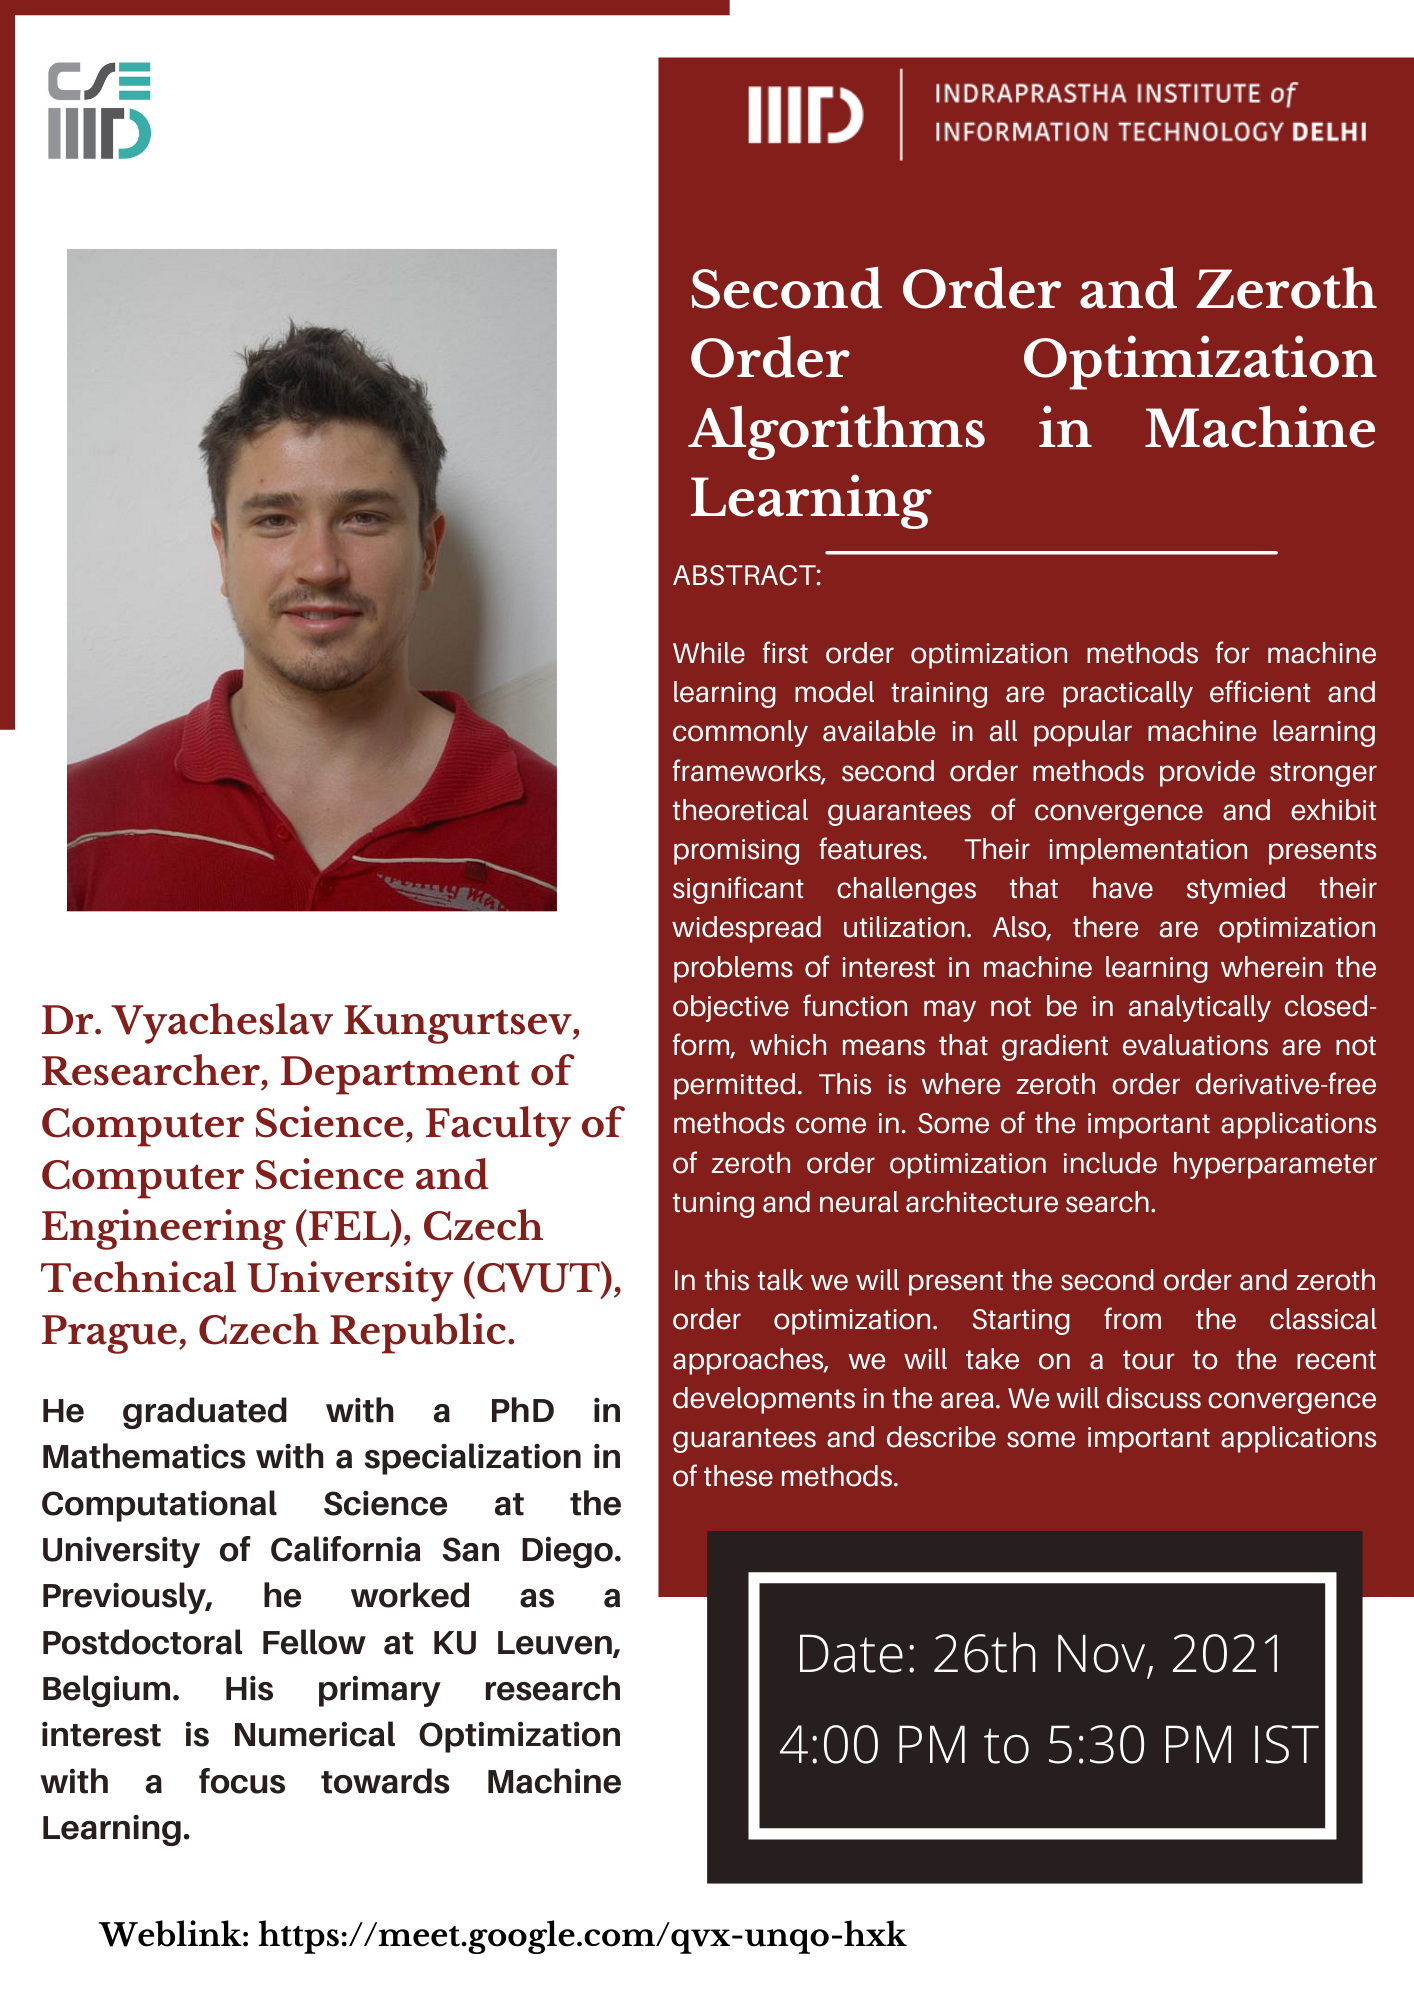 CSE
IIITD
IIITD
INDRAPRASTHA INSTITUTE of
INFORMATION TECHNOLOGY DELHI
Second Order and Zeroth
Order Optimization
Algorithms in Machine
Learning
ABSTRACT:
While first order optimization methods for machine
learning model training are practically efficient and
commonly available in all popular machine learning
frameworks, second order methods provide stronger
theoretical guarantees of convergence and exhibit
promising features. Their implementation presents
significant challenges that have stymied their
widespread utilization. Also, there are optimization
problems of interest in machine learning wherein the
objective function may not be in analytically closed-
form, which means that gradient evaluations are not
permitted. This is where zeroth order derivative-free
methods come in. Some of the important applications
of zeroth order optimization include hyperparameter
tuning and neural architecture search.
In this talk we will present the second order and zeroth
order optimization. Starting from the classical
approaches, we will take on a tour to the recent
developments in the area. We will discuss convergence
guarantees and describe some important applications
of these methods.
Dr. Vyacheslav Kungurtsev,
Researcher, Department of
Computer Science, Faculty of
Computer Science and
Engineering (FEL), Czech
Technical University (CVUT),
Prague, Czech Republic.
He graduated with a PhD in
Mathematics with a specialization in
Computational Science at the
University of California San Diego.
Previously, he worked as a
Postdoctoral Fellow at KU Leuven,
Belgium. His primary research
interest is Numerical Optimization
with a focus towards Machine
Learning.
Date: 26th Nov, 2021
4:00 PM to 5:30 PM IST
Weblink: https://meet.google.com/qvx-unqo-hxk